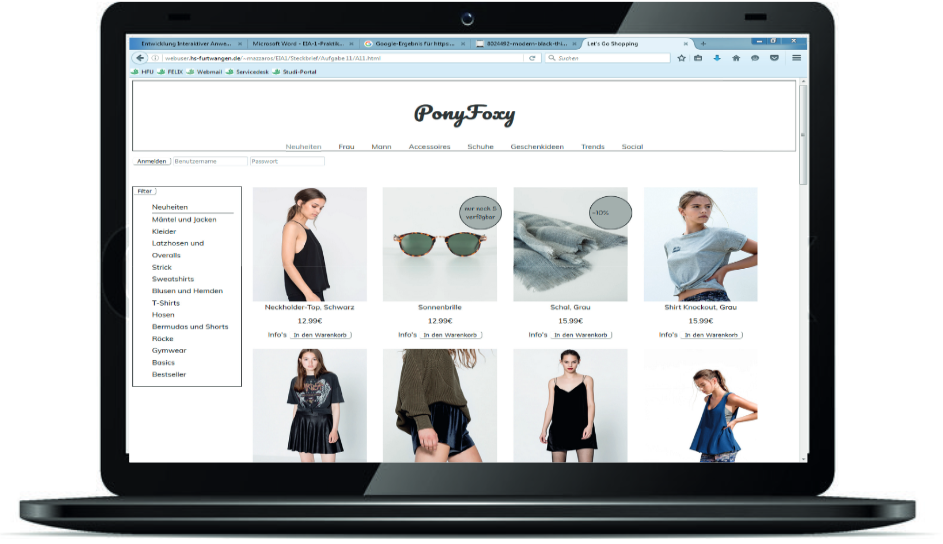 Entwicklung Interaktiver Anwe... × Microsoft Word - EIA-1-Praktik... × Google-Ergebnis für https:... × 8024692-modern-black-thi... × Let's Go Shopping ×
webuser.hs-furtwangen.de/~mazzaros/EIA1/Steckbrief/Aufgabe 11/A11.html Suchen
HFU FELIX Webmail Servicedesk Studi-Portal
PonyFoxy
Neuheiten Frau Mann Accessoires Schuhe Geschenkideen Trends Social
Anmelden Benutzername Passwort
Filter
Neuheiten
Mäntel und Jacken
Kleider
Latzhosen und
Overalls
Strick
Sweatshirts
Blusen und Hemden
T-Shirts
Hosen
Bermudas und Shorts
Röcke
Gymwear
Basics
Bestseller
nur noch 5
verfügbar
-10%
Neckholder-Top, Schwarz Sonnenbrille Schal, Grau Shirt Knockout, Grau
12.99€ 12.99€ 15.99€ 15.99€
Info's In den Warenkorb Info's In den Warenkorb Info's In den Warenkorb Info's In den Warenkorb